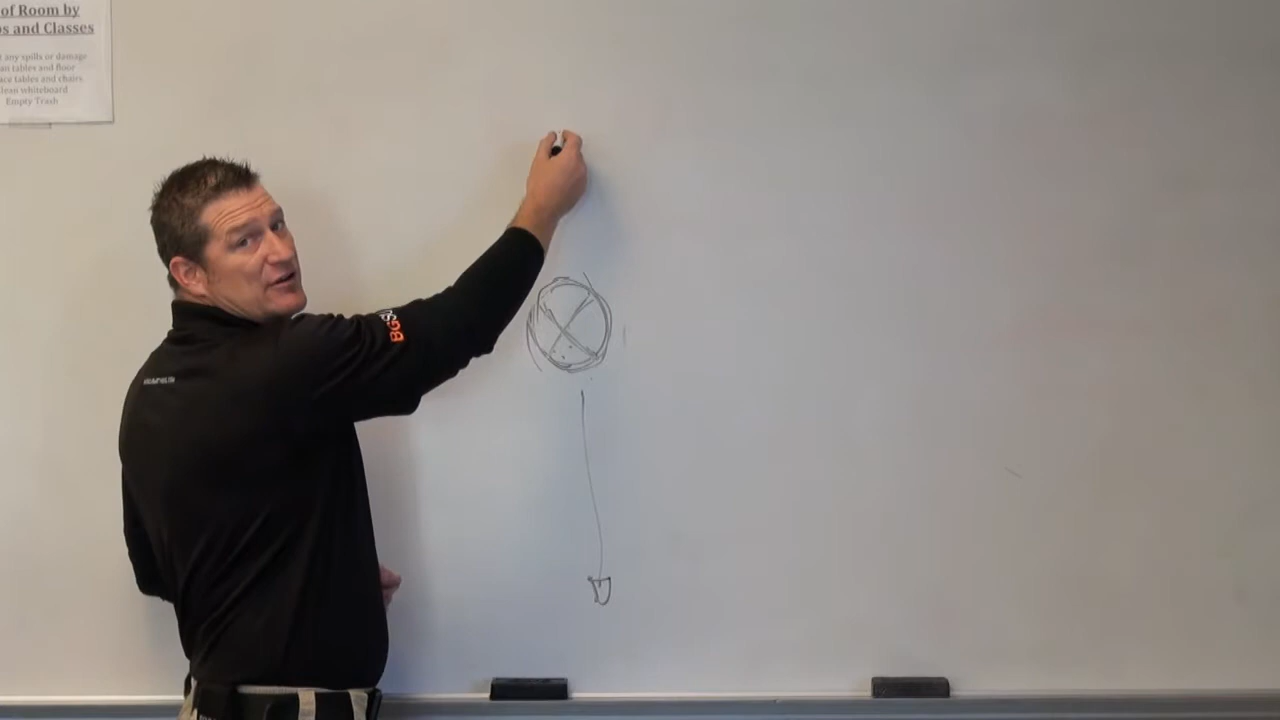 of Room by
s and Classes
any spills or damage
an tables and floor
ace tables and chairs
lean whiteboard
Empty Trash